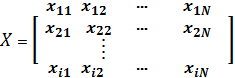 x₁₁ x₁₂ ⋯ x₁N
X = x₂₁ x₂₂ ⋯ x₂N
⋮
xᵢ₁ xᵢ₂ ⋯ xᵢN